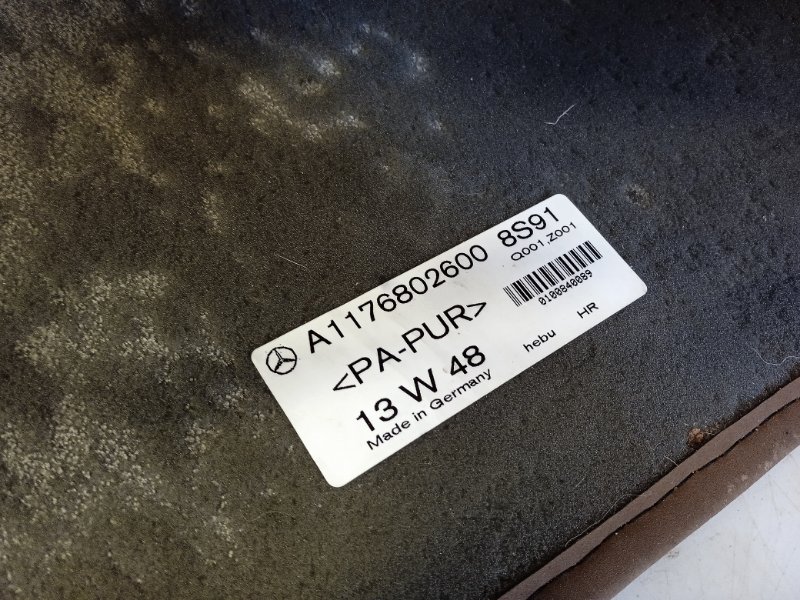 A1176802600 8S91
Q001,Z001
<PA-PUR>
0100840089
13 W 48
hebu HR
Made in Germany